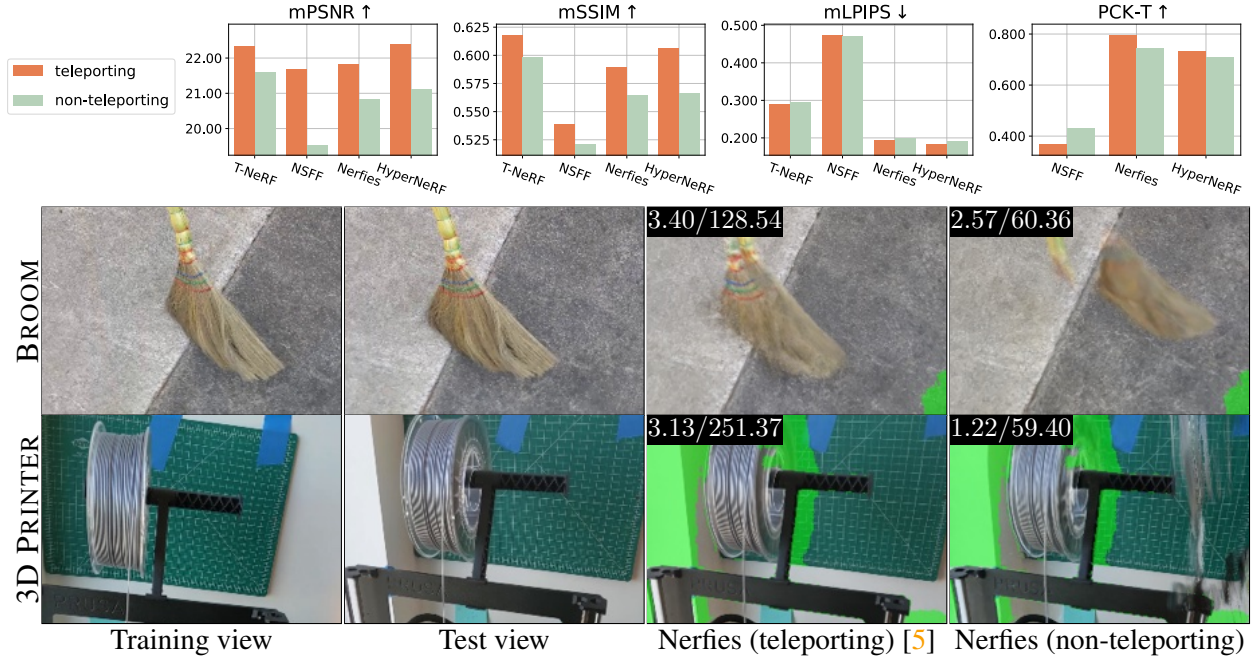 mPSNR ↑
mSSIM ↑
mLPIPS ↓
PCK-T ↑
teleporting
non-teleporting
22.00
21.00
20.00
T-NeRF
NSFF
Nerfies
HyperNeRF
0.625
0.600
0.575
0.550
0.525
T-NeRF
NSFF
Nerfies
HyperNeRF
0.500
0.400
0.300
0.200
T-NeRF
NSFF
Nerfies
HyperNeRF
0.800
0.600
0.400
NSFF
Nerfies
HyperNeRF
BROOM
3.40/128.54
2.57/60.36
3D PRINTER
3.13/251.37
1.22/59.40
PRUSA
Training view
Test view
Nerfies (teleporting) [5]
Nerfies (non-teleporting)